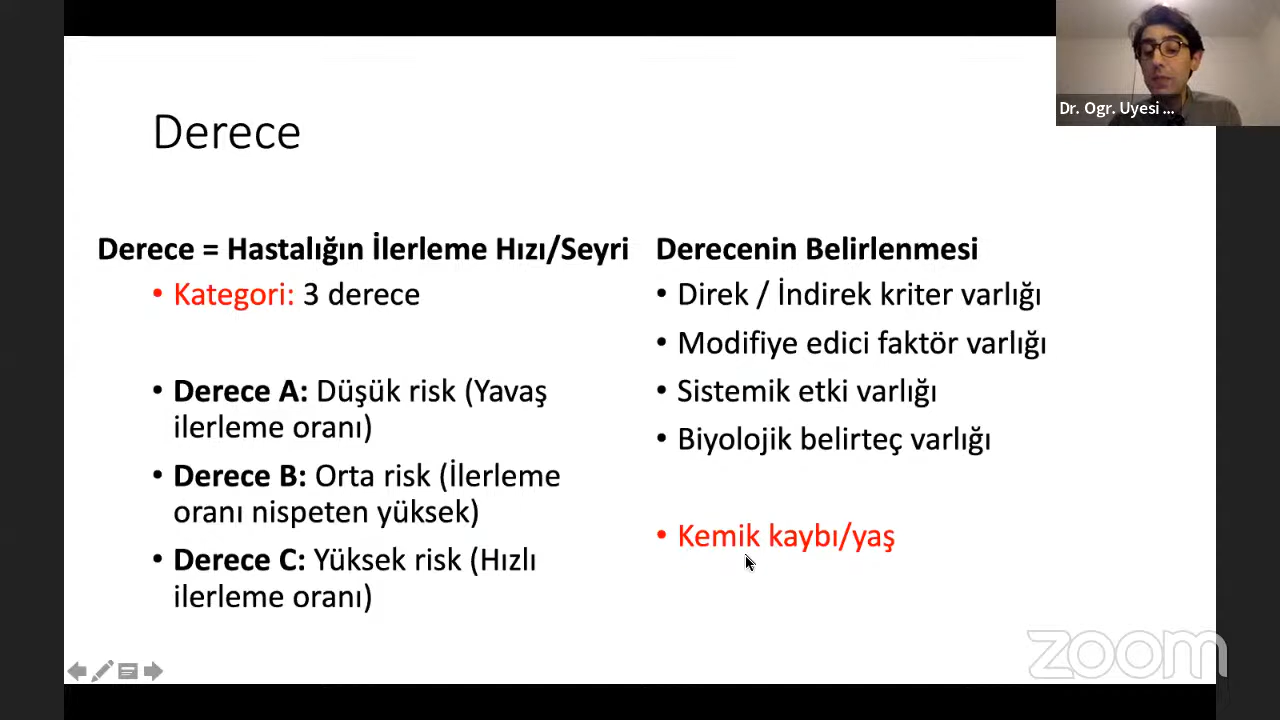 Dr. Ogr. Uyesi ...
Derece
Derece = Hastalığın İlerleme Hızı/Seyri
• Kategori: 3 derece
• Derece A: Düşük risk (Yavaş
ilerleme oranı)
• Derece B: Orta risk (İlerleme
oranı nispeten yüksek)
• Derece C: Yüksek risk (Hızlı
ilerleme oranı)
Derecenin Belirlenmesi
• Direk / İndirek kriter varlığı
• Modifiye edici faktör varlığı
• Sistemik etki varlığı
• Biyolojik belirteç varlığı
• Kemik kaybı/yaş
zoom